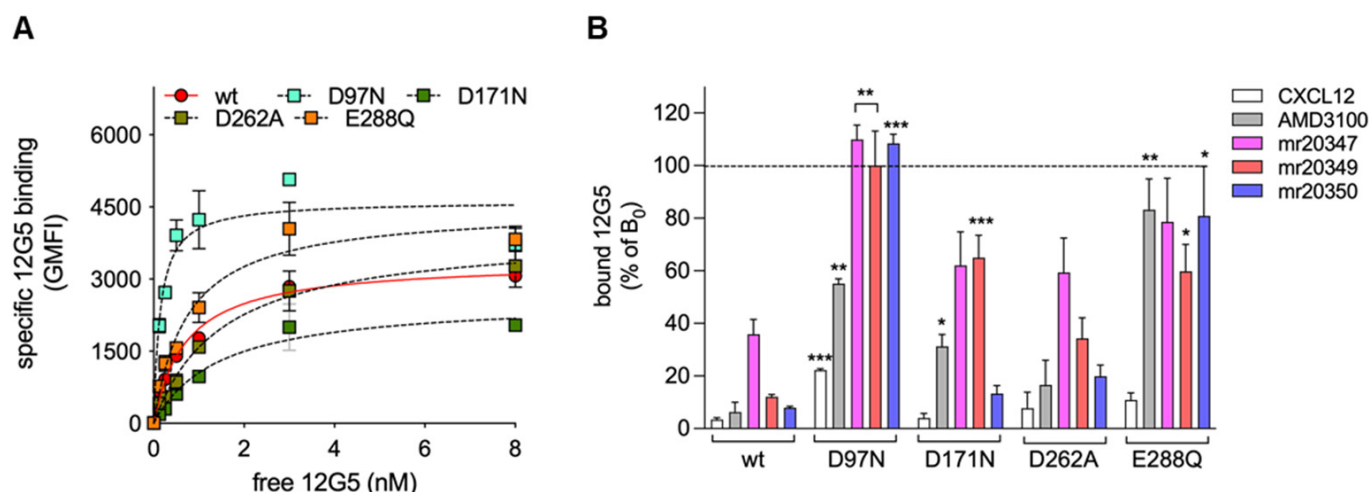 A
specific 12G5 binding
(GMFI)
wt
D97N
D171N
D262A
E288Q
6000
4500
3000
1500
0
0
2
4
6
8
free 12G5 (nM)
B
bound 12G5
(% of B₀)
120
100
80
60
40
20
0
***
**
**
***
*
***
**
*
*
wt
D97N
D171N
D262A
E288Q
CXCL12
AMD3100
mr20347
mr20349
mr20350